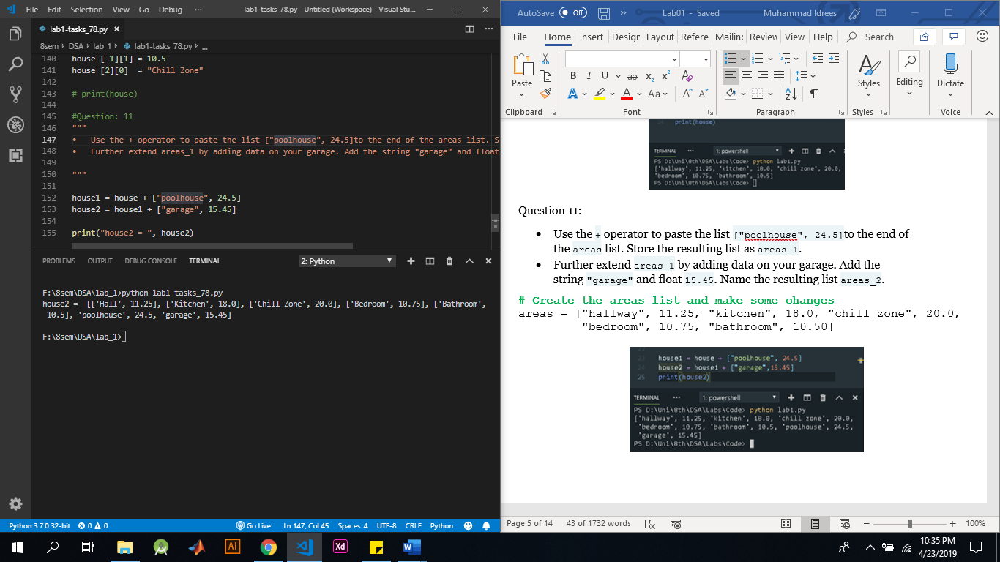 File Edit Selection View Go Debug ··· lab1-tasks_78.py - Untitled (Workspace) - Visual Stu...
lab1-tasks_78.py ×
8sem DSA lab_1 lab1-tasks_78.py ...
140 house [-1][1] = 10.5
141 house [2][0] = "Chill Zone"
142
143 # print(house)
144
145 #Question: 11
146 """
147 • Use the + operator to paste the list ["poolhouse", 24.5]to the end of the areas list. S
148 • Further extend areas_1 by adding data on your garage. Add the string "garage" and float
149
150 """
151
152 house1 = house + ["poolhouse", 24.5]
153 house2 = house1 + ["garage", 15.45]
154
155 print("house2 = ", house2)
PROBLEMS OUTPUT DEBUG CONSOLE TERMINAL 2: Python
F:\8sem\DSA\lab_1>python lab1-tasks_78.py
house2 =  [['Hall', 11.25], ['Kitchen', 18.0], ['Chill Zone', 20.0], ['Bedroom', 10.75], ['Bathroom',
10.5], 'poolhouse', 24.5, 'garage', 15.45]
F:\8sem\DSA\lab_1>
Python 3.7.0 32-bit 0 0 Go Live Ln 147, Col 45 Spaces: 4 UTF-8 CRLF Python
AutoSave Off Lab01 - Saved Muhammad Idrees
File Home Insert Desigr Layout Refere Mailing Review View Help Search
Paste B I U ab x₂ x² Styles Editing Dictate
A A Aa A A
Clipboard Font Paragraph Styles Voice
print(house)
TERMINAL ··· 1: powershell
PS D:\Uni\8th\DSA\Labs\Code> python lab1.py
['hallway', 11.25, 'kitchen', 18.0, 'chill zone', 20.0,
'bedroom', 10.75, 'bathroom', 10.5]
PS D:\Uni\8th\DSA\Labs\Code>
Question 11:
• Use the + operator to paste the list ["poolhouse", 24.5]to the end of
the areas list. Store the resulting list as areas_1.
• Further extend areas_1 by adding data on your garage. Add the
string "garage" and float 15.45. Name the resulting list areas_2.
# Create the areas list and make some changes
areas = ["hallway", 11.25, "kitchen", 18.0, "chill zone", 20.0,
"bedroom", 10.75, "bathroom", 10.50]
house1 = house + ["poolhouse", 24.5]
house2 = house1 + ["garage",15.45]
25 print(house2)
TERMINAL ··· 1: powershell
PS D:\Uni\8th\DSA\Labs\Code> python lab1.py
['hallway', 11.25, 'kitchen', 18.0, 'chill zone', 20.0,
'bedroom', 10.75, 'bathroom', 10.5, 'poolhouse', 24.5,
'garage', 15.45]
PS D:\Uni\8th\DSA\Labs\Code>
Page 5 of 14 43 of 1732 words 100%
Ai Xd W
10:35 PM
4/23/2019